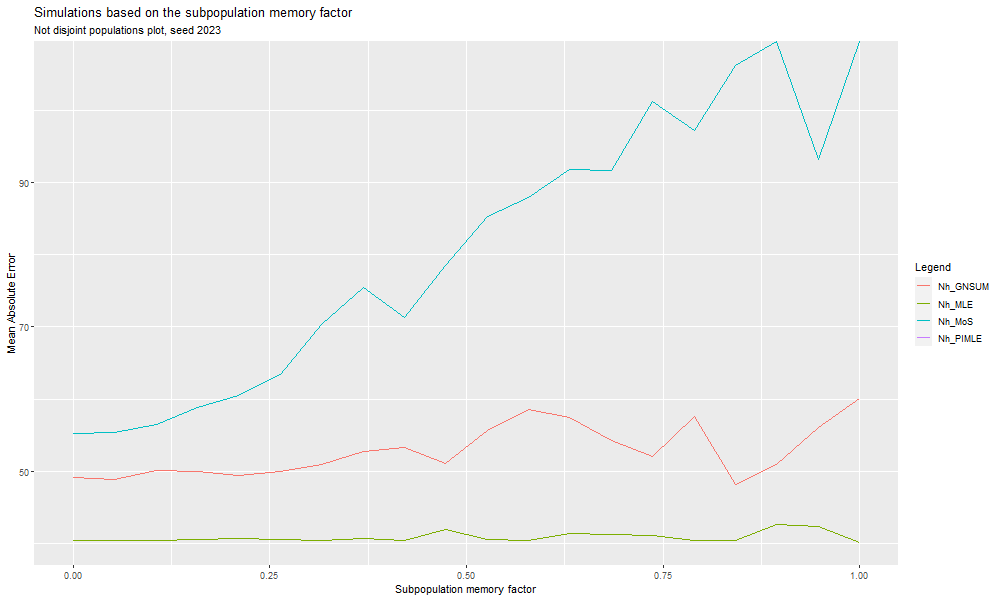 Simulations based on the subpopulation memory factor
Not disjoint populations plot, seed 2023
Mean Absolute Error
90
70
50
0.00
0.25
0.50
0.75
1.00
Subpopulation memory factor
Legend
Nh_GNSUM
Nh_MLE
Nh_MoS
Nh_PIMLE